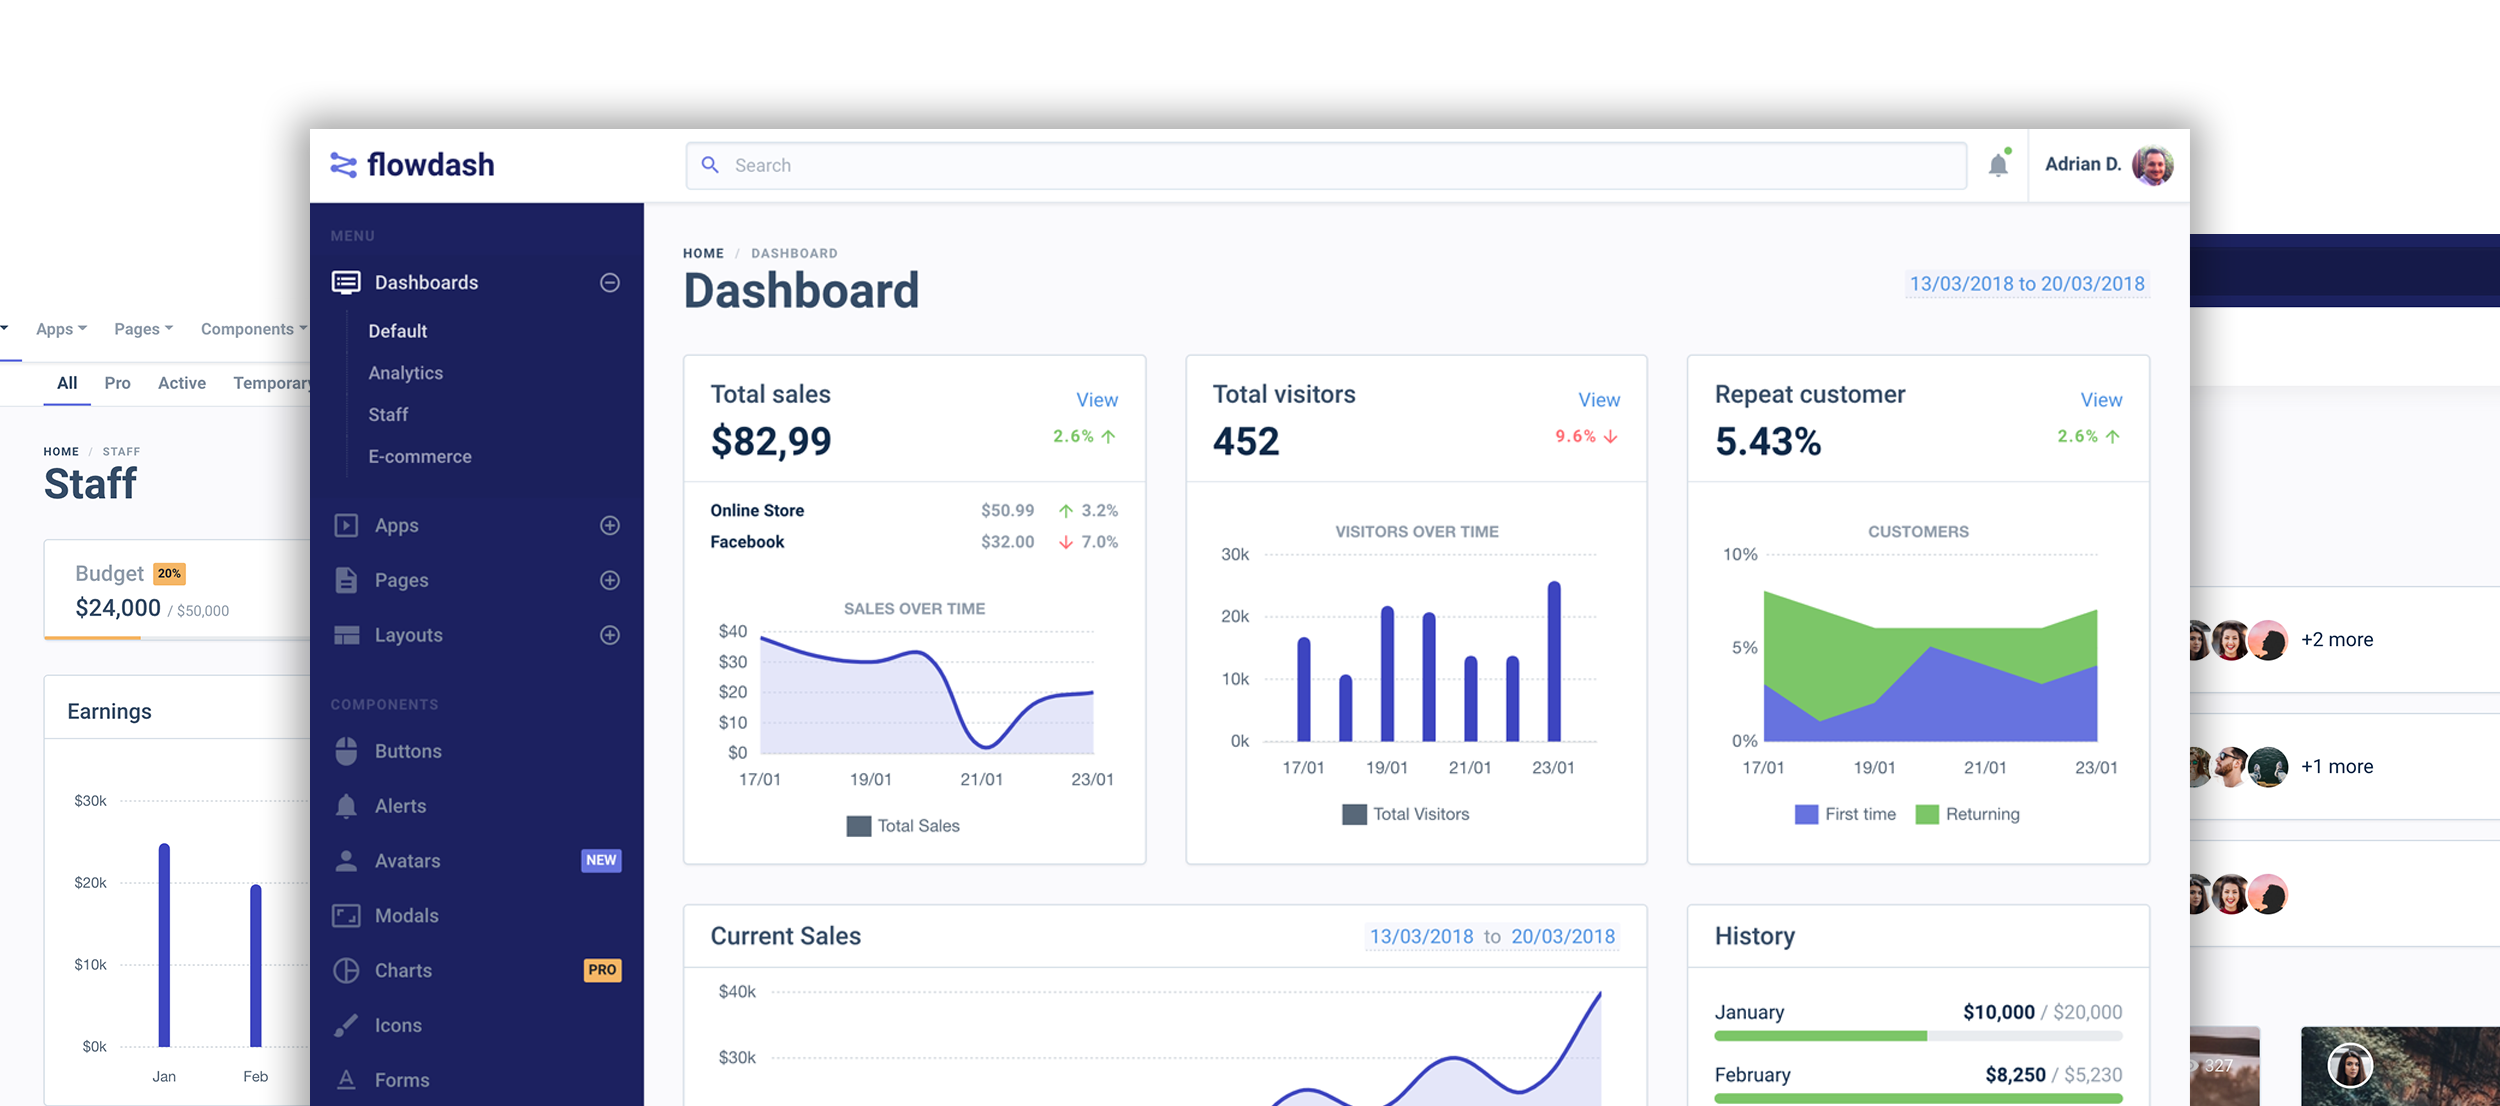 flowdash
Search
Adrian D.
MENU
Dashboards
Default
Analytics
Staff
E-commerce
Apps
Pages
Layouts
COMPONENTS
Buttons
Alerts
Avatars NEW
Modals
Charts PRO
Icons
Forms
HOME / DASHBOARD
Dashboard
13/03/2018 to 20/03/2018
Total sales
View
$82,99
2.6%
Online Store $50.99 3.2%
Facebook $32.00 7.0%
SALES OVER TIME
$40
$30
$20
$10
$0
17/01 19/01 21/01 23/01
Total Sales
Total visitors
View
452
9.6%
VISITORS OVER TIME
30k
20k
10k
0k
17/01 19/01 21/01 23/01
Total Visitors
Repeat customer
View
5.43%
2.6%
CUSTOMERS
10%
5%
0%
17/01 19/01 21/01 23/01
First time Returning
Current Sales
13/03/2018 to 20/03/2018
$40k
$30k
History
January $10,000 / $20,000
February $8,250 / $5,230
Apps Pages Components
All Pro Active Temporary
HOME / STAFF
Staff
Budget 20%
$24,000 / $50,000
Earnings
$30k
$20k
$10k
$0k
Jan Feb
+2 more
+1 more
327